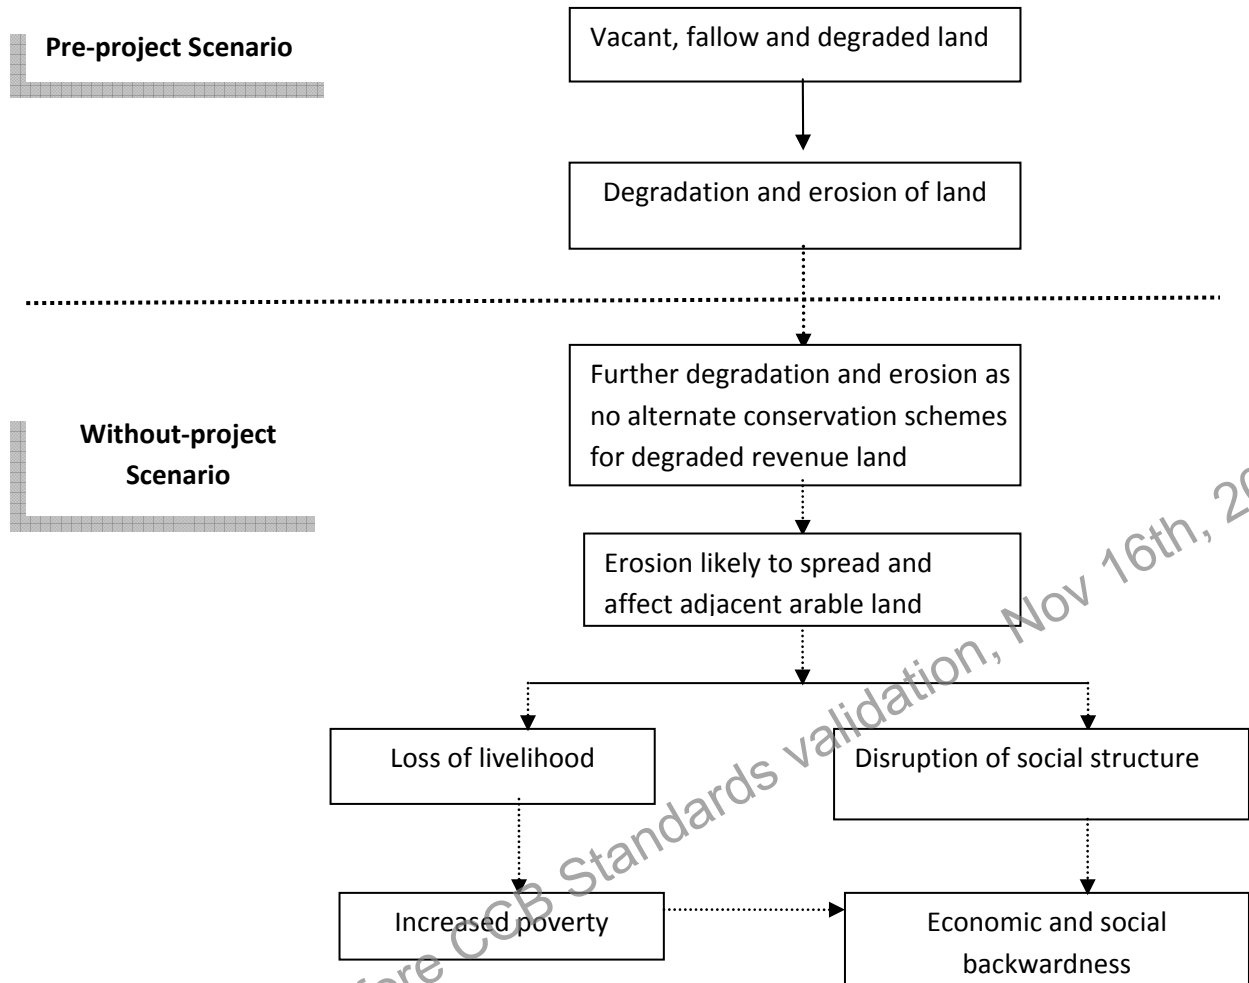 Pre-project Scenario
Vacant, fallow and degraded land
Degradation and erosion of land
Further degradation and erosion as
no alternate conservation schemes
for degraded revenue land
Without-project
Scenario
Erosion likely to spread and
affect adjacent arable land
Loss of livelihood
Disruption of social structure
Increased poverty
Economic and social
backwardness
CCB Standards validation, Nov 16th,